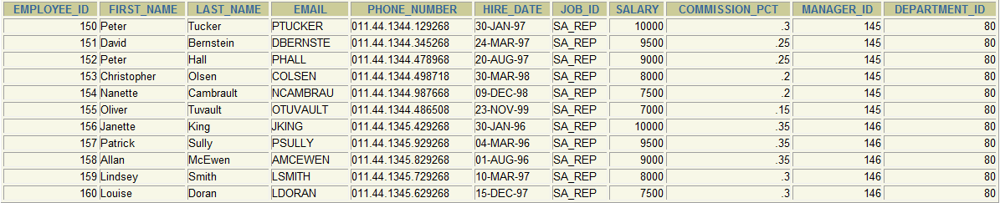 EMPLOYEE_ID FIRST_NAME LAST_NAME EMAIL PHONE_NUMBER HIRE_DATE JOB_ID SALARY COMMISSION_PCT MANAGER_ID DEPARTMENT_ID
150 Peter Tucker PTUCKER 011.44.1344.129268 30-JAN-97 SA_REP 10000 .3 145 80
151 David Bernstein DBERNSTE 011.44.1344.345268 24-MAR-97 SA_REP 9500 .25 145 80
152 Peter Hall PHALL 011.44.1344.478968 20-AUG-97 SA_REP 9000 .25 145 80
153 Christopher Olsen COLSEN 011.44.1344.498718 30-MAR-98 SA_REP 8000 .2 145 80
154 Nanette Cambrault NCAMBRAU 011.44.1344.987668 09-DEC-98 SA_REP 7500 .2 145 80
155 Oliver Tuvault OTUVAULT 011.44.1344.486508 23-NOV-99 SA_REP 7000 .15 145 80
156 Janette King JKING 011.44.1345.429268 30-JAN-96 SA_REP 10000 .35 146 80
157 Patrick Sully PSULLY 011.44.1345.929268 04-MAR-96 SA_REP 9500 .35 146 80
158 Allan McEwen AMCEWEN 011.44.1345.829268 01-AUG-96 SA_REP 9000 .35 146 80
159 Lindsey Smith LSMITH 011.44.1345.729268 10-MAR-97 SA_REP 8000 .3 146 80
160 Louise Doran LDORAN 011.44.1345.629268 15-DEC-97 SA_REP 7500 .3 146 80